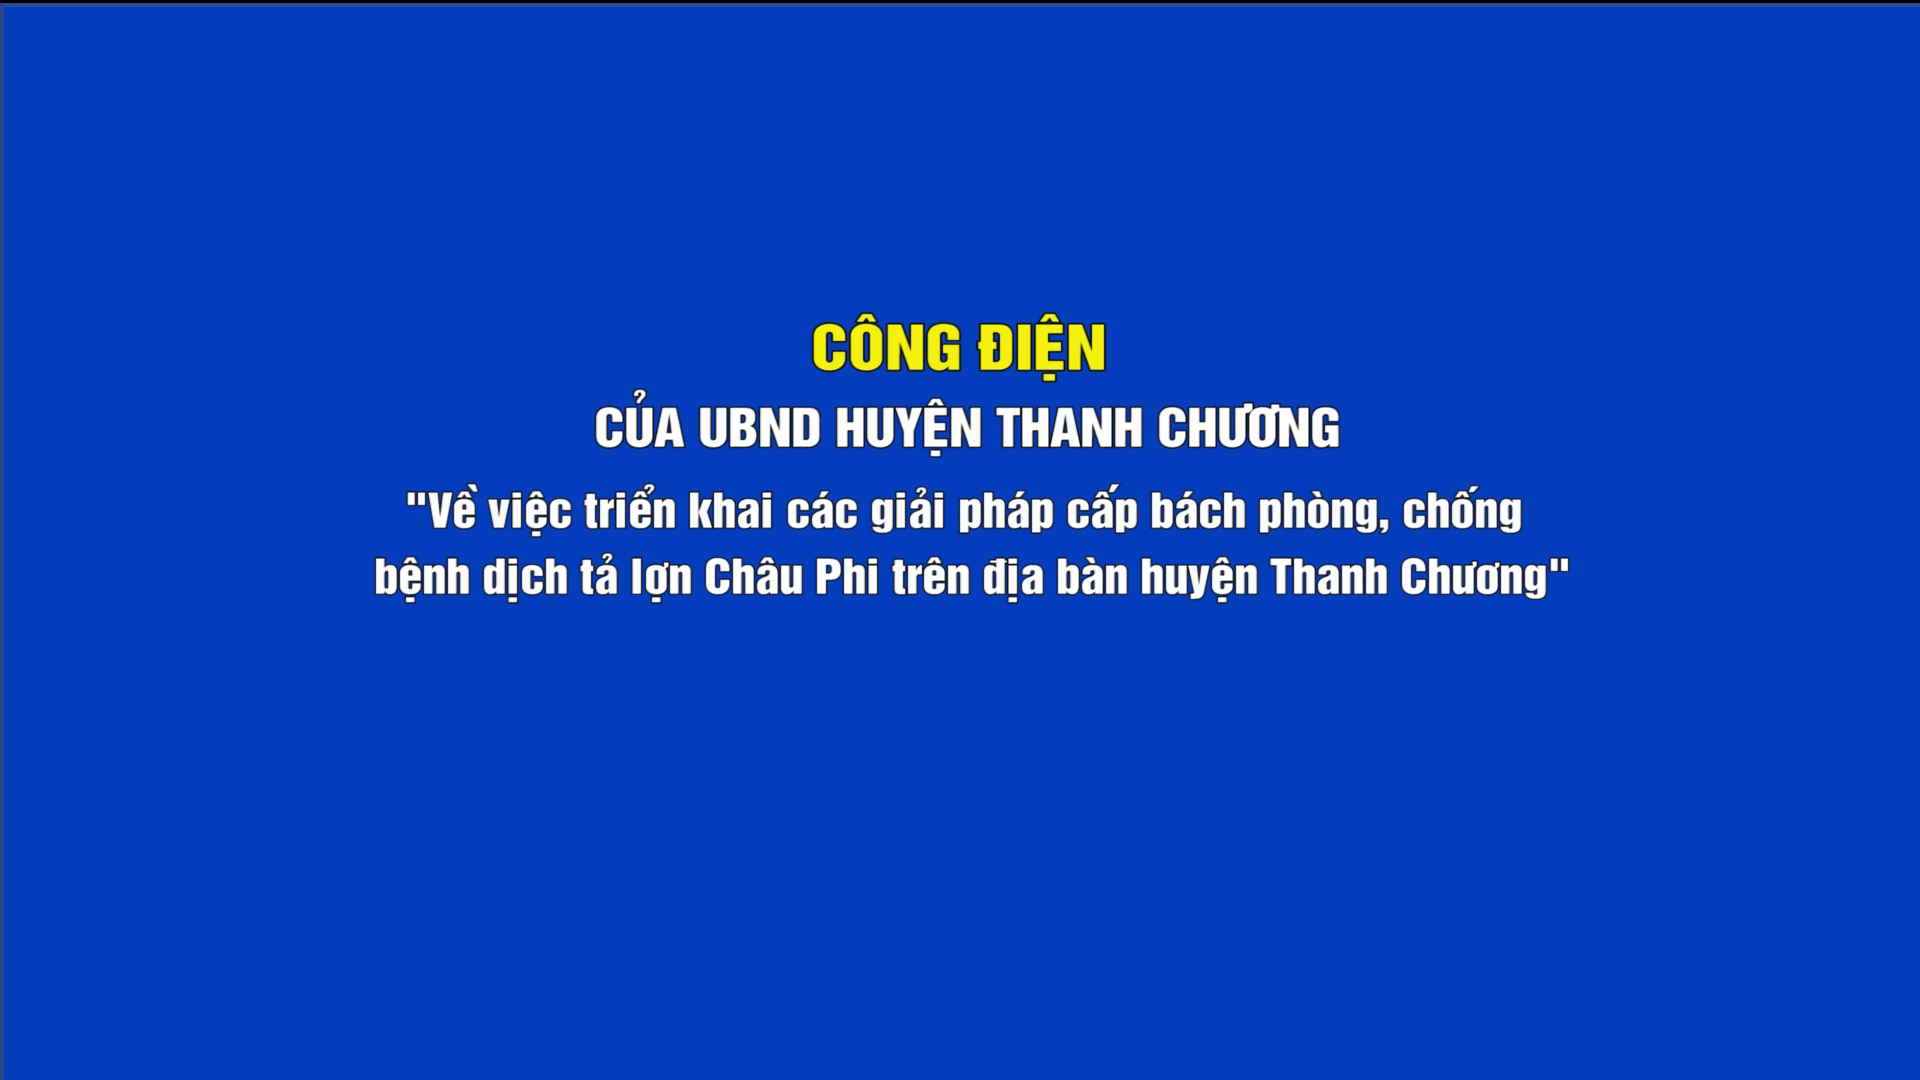 CÔNG ĐIỆN
CỦA UBND HUYỆN THANH CHƯƠNG
"Về việc triển khai các giải pháp cấp bách phòng, chống
bệnh dịch tả lợn Châu Phi trên địa bàn huyện Thanh Chương"